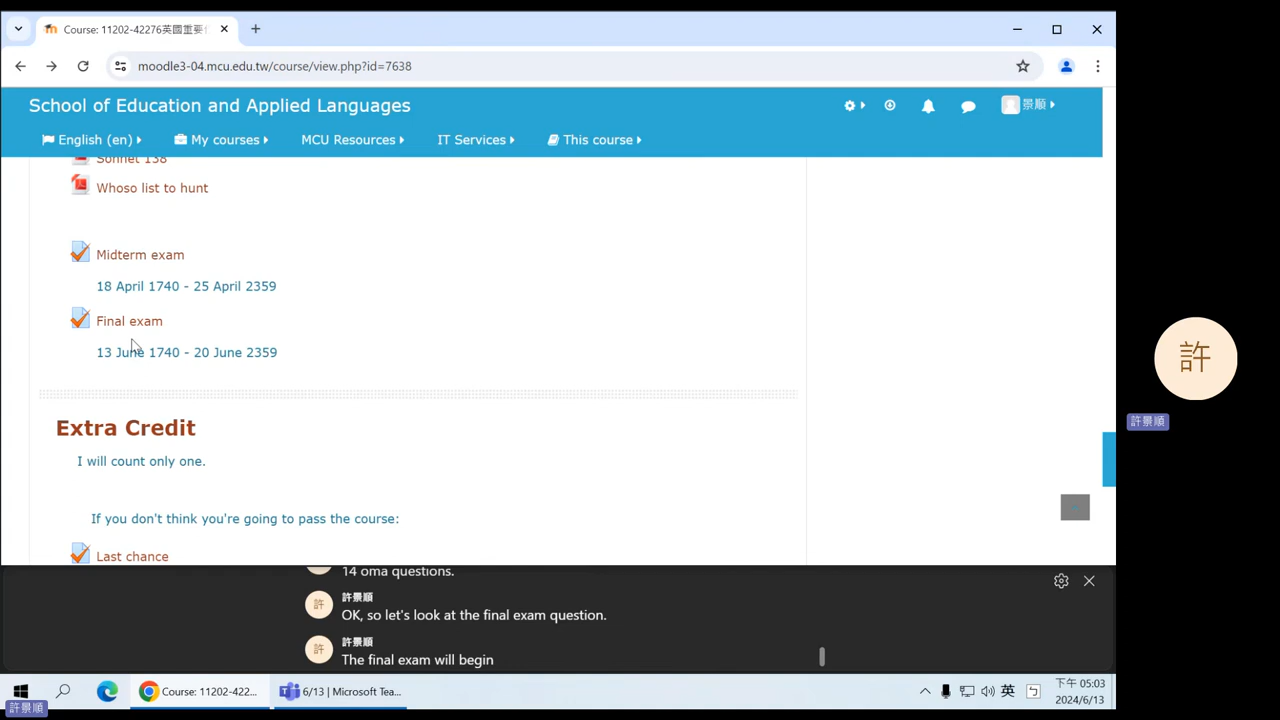 Course: 11202-42276英國重要
moodle3-04.mcu.edu.tw/course/view.php?id=7638
School of Education and Applied Languages
景順
English (en)
My courses
MCU Resources
IT Services
This course
Sonnet 138
Whoso list to hunt
Midterm exam
18 April 1740 - 25 April 2359
Final exam
13 June 1740 - 20 June 2359
Extra Credit
I will count only one.
If you don't think you're going to pass the course:
Last chance
許
許景順
14 oma questions.
許景順
許
OK, so let's look at the final exam question.
許景順
許
The final exam will begin
Course: 11202-422...
6/13 | Microsoft Tea...
英
ㄅ
下午 05:03
2024/6/13
許景順